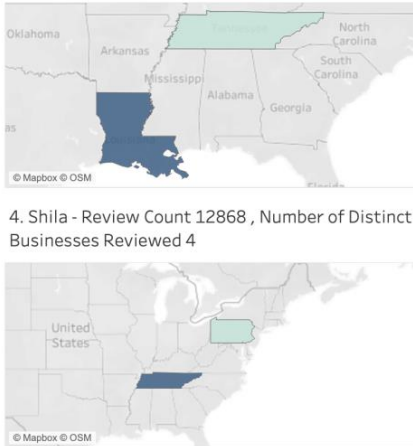 Oklahoma
North
Carolina
Arkansas
South
Carolina
Mississippi
Alabama
Georgia
as
© Mapbox © OSM
4. Shila - Review Count 12868 , Number of Distinct
Businesses Reviewed 4
United
States
© Mapbox © OSM